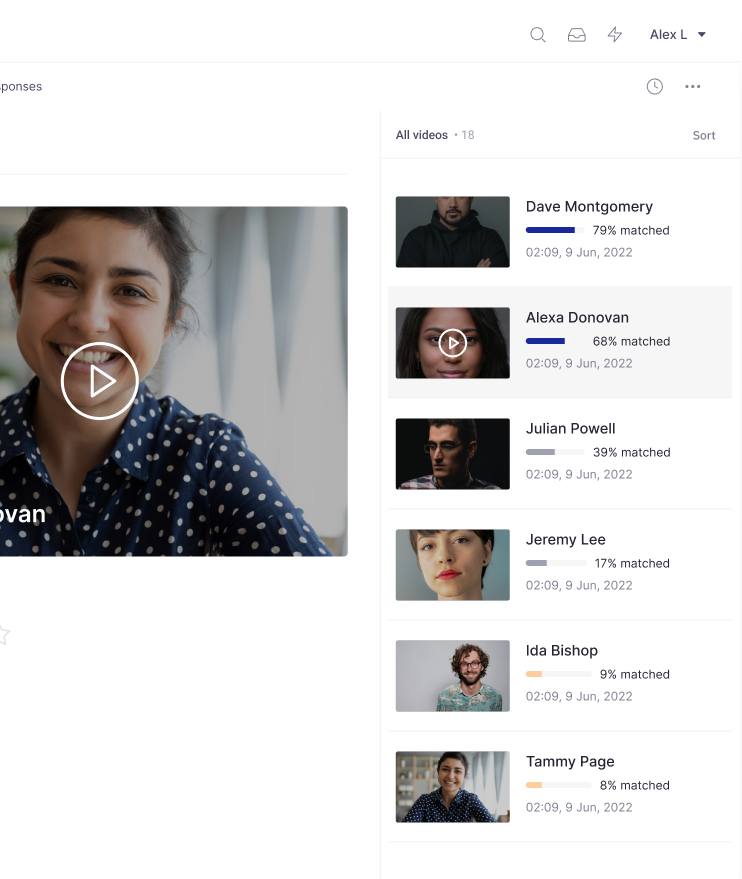 Alex L
sponses
All videos • 18
Sort
ovan
Dave Montgomery
79% matched
02:09, 9 Jun, 2022
Alexa Donovan
68% matched
02:09, 9 Jun, 2022
Julian Powell
39% matched
02:09, 9 Jun, 2022
Jeremy Lee
17% matched
02:09, 9 Jun, 2022
Ida Bishop
9% matched
02:09, 9 Jun, 2022
Tammy Page
8% matched
02:09, 9 Jun, 2022